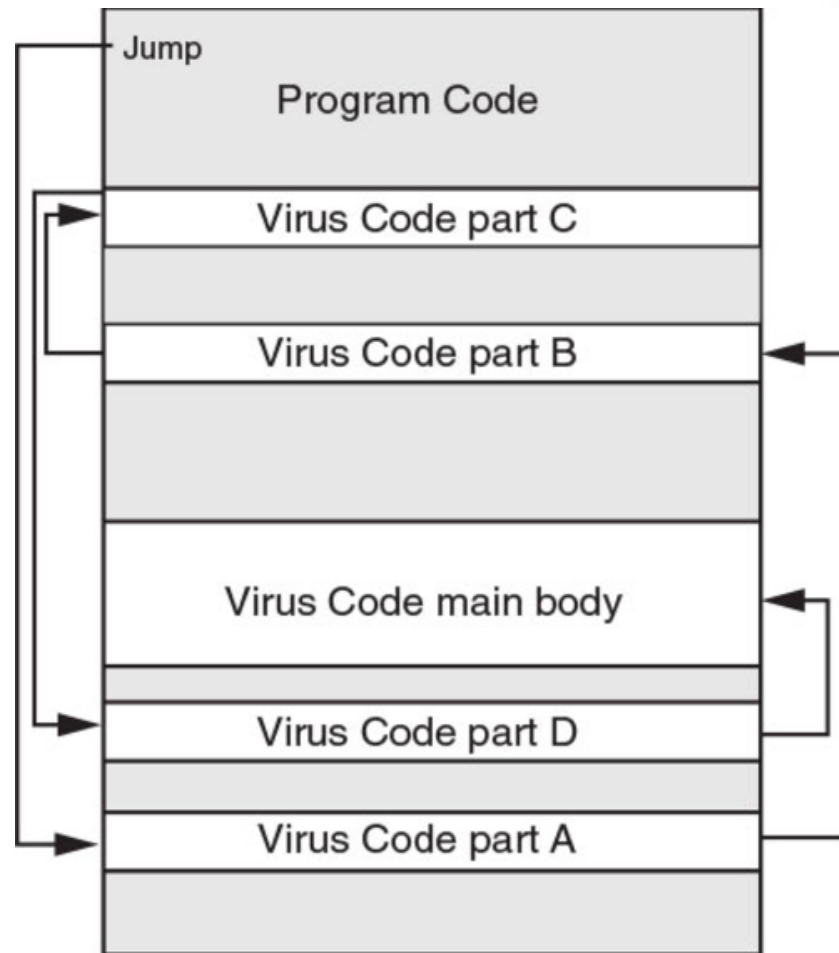 Jump
Program Code
Virus Code part C
Virus Code part B
Virus Code main body
Virus Code part D
Virus Code part A